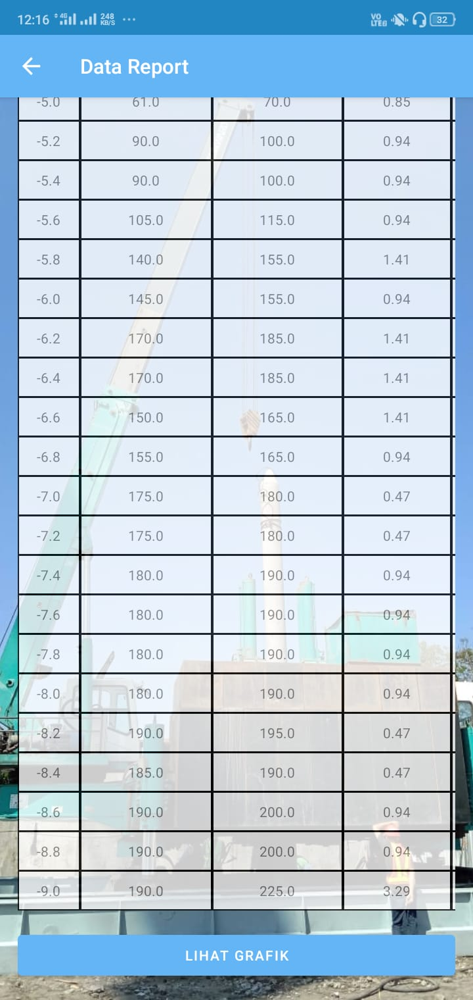 12:16 4G 248 KB/S ... VO LTE 32
Data Report
-5.0 61.0 70.0 0.85
-5.2 90.0 100.0 0.94
-5.4 90.0 100.0 0.94
-5.6 105.0 115.0 0.94
-5.8 140.0 155.0 1.41
-6.0 145.0 155.0 0.94
-6.2 170.0 185.0 1.41
-6.4 170.0 185.0 1.41
-6.6 150.0 165.0 1.41
-6.8 155.0 165.0 0.94
-7.0 175.0 180.0 0.47
-7.2 175.0 180.0 0.47
-7.4 180.0 190.0 0.94
-7.6 180.0 190.0 0.94
-7.8 180.0 190.0 0.94
-8.0 180.0 190.0 0.94
-8.2 190.0 195.0 0.47
-8.4 185.0 190.0 0.47
-8.6 190.0 200.0 0.94
-8.8 190.0 200.0 0.94
-9.0 190.0 225.0 3.29
LIHAT GRAFIK